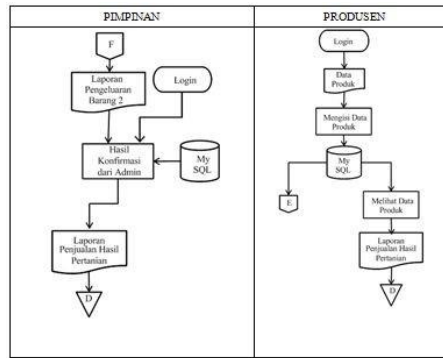 PIMPINAN
F
Laporan
Pengeluaran
Barang 2
Login
Hasil
Konfirmasi
dari Admin
My
SQL
Laporan
Penjualan Hasil
Pertanian
D
PRODUSEN
Login
Data
Produk
Mengisi Data
Produk
My
SQL
E
Melihat Data
Produk
Laporan
Penjualan Hasil
Pertanian
D